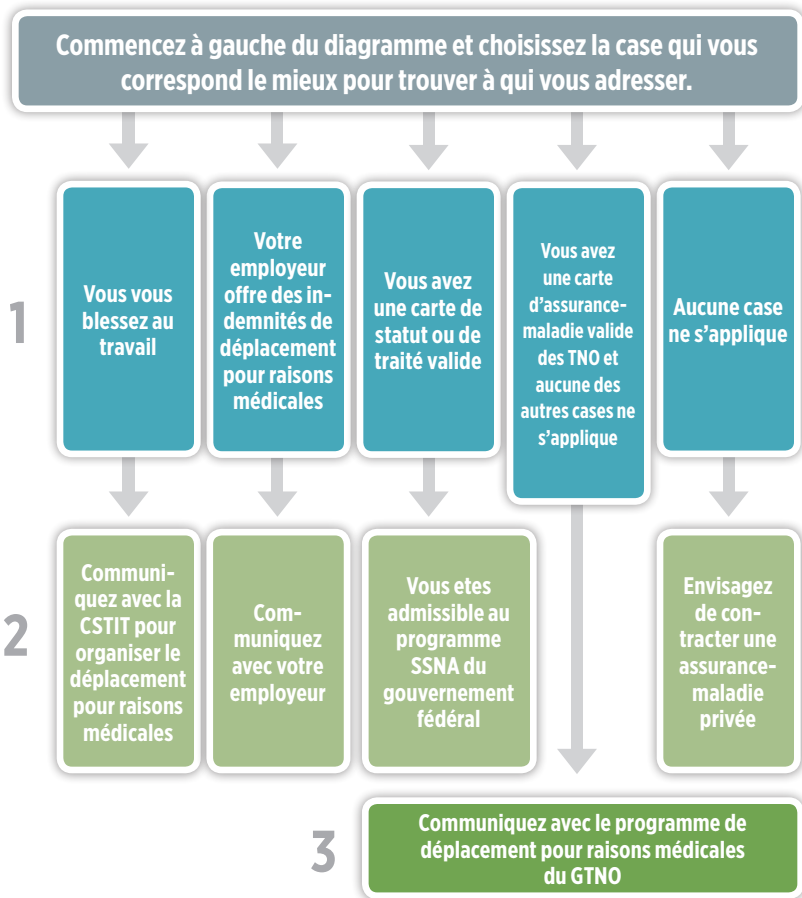 Commencez à gauche du diagramme et choisissez la case qui vous
correspond le mieux pour trouver à qui vous adresser.
1
Vous vous
blessez au
travail
Votre
employeur
offre des in-
demnités de
déplacement
pour raisons
médicales
Vous avez
une carte de
statut ou de
traité valide
Vous avez
une carte
d'assurance-
maladie valide
des TNO et
aucune des
autres cases ne
s'applique
Aucune case
ne s'applique
2
Communi-
quez avec la
CSTIT pour
organiser le
déplacement
pour raisons
médicales
Com-
muniquez
avec votre
employeur
Vous etes
admissible au
programme
SSNA du
gouvernement
fédéral
Envisagez
de con-
tracter une
assurance-
maladie
privée
3
Communiquez avec le programme de
déplacement pour raisons médicales
du GTNO